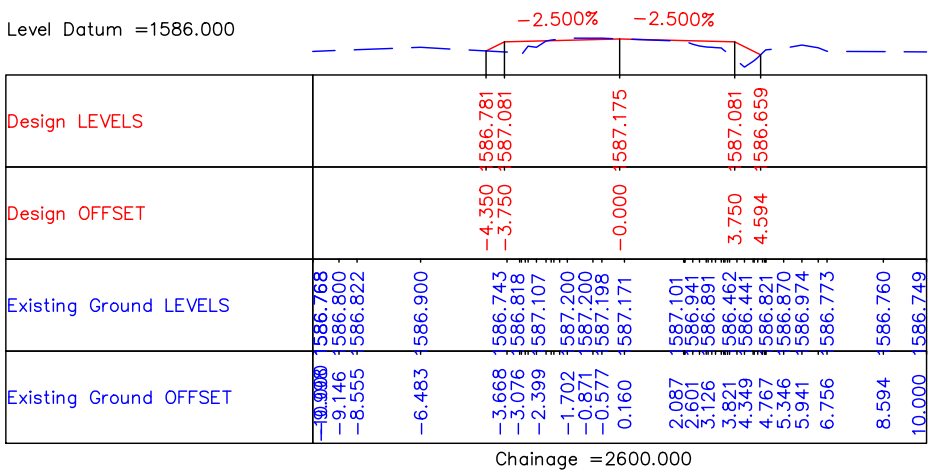 -2.500% -2.500%
Level Datum =1586.000
Design LEVELS 1586.781 1587.081 1587.175 1587.081 1586.659
Design OFFSET -4.350 -3.750 -0.000 3.750 4.594
Existing Ground LEVELS 1586.768 1586.800 1586.822 1586.900 1586.743 1586.818 1587.107 1587.200 1587.200 1587.198 1587.171 1587.101 1586.941 1586.891 1586.462 1586.441 1586.821 1586.870 1586.974 1586.773 1586.760 1586.749
Existing Ground OFFSET -9.146 -8.555 -6.483 -3.668 -3.076 -2.399 -1.702 -0.871 -0.577 0.160 2.087 2.601 3.126 3.821 4.349 4.767 5.346 5.941 6.756 8.594 10.000
Chainage =2600.000